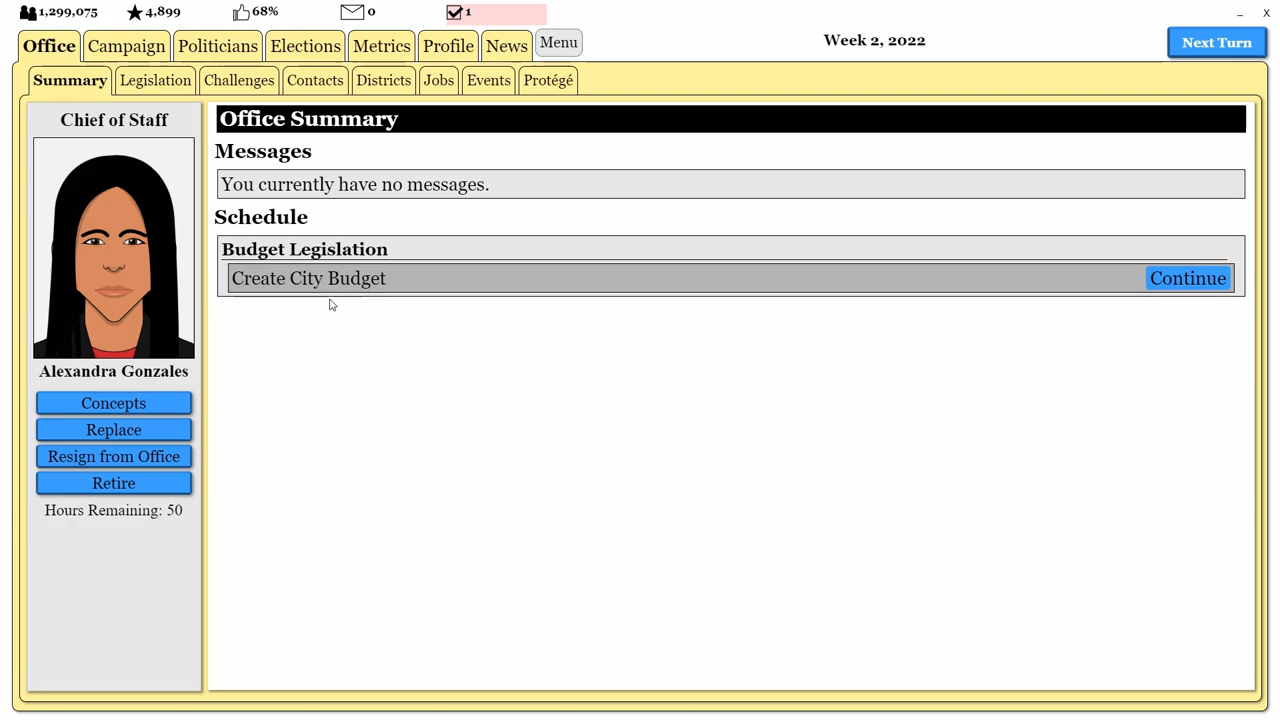 1,299,075 4,899 68% 0 1
_ X
Office Campaign Politicians Elections Metrics Profile News Menu Week 2, 2022 Next Turn
Summary Legislation Challenges Contacts Districts Jobs Events Protégé
Chief of Staff
Alexandra Gonzales
Concepts
Replace
Resign from Office
Retire
Hours Remaining: 50
Office Summary
Messages
You currently have no messages.
Schedule
Budget Legislation
Create City Budget Continue